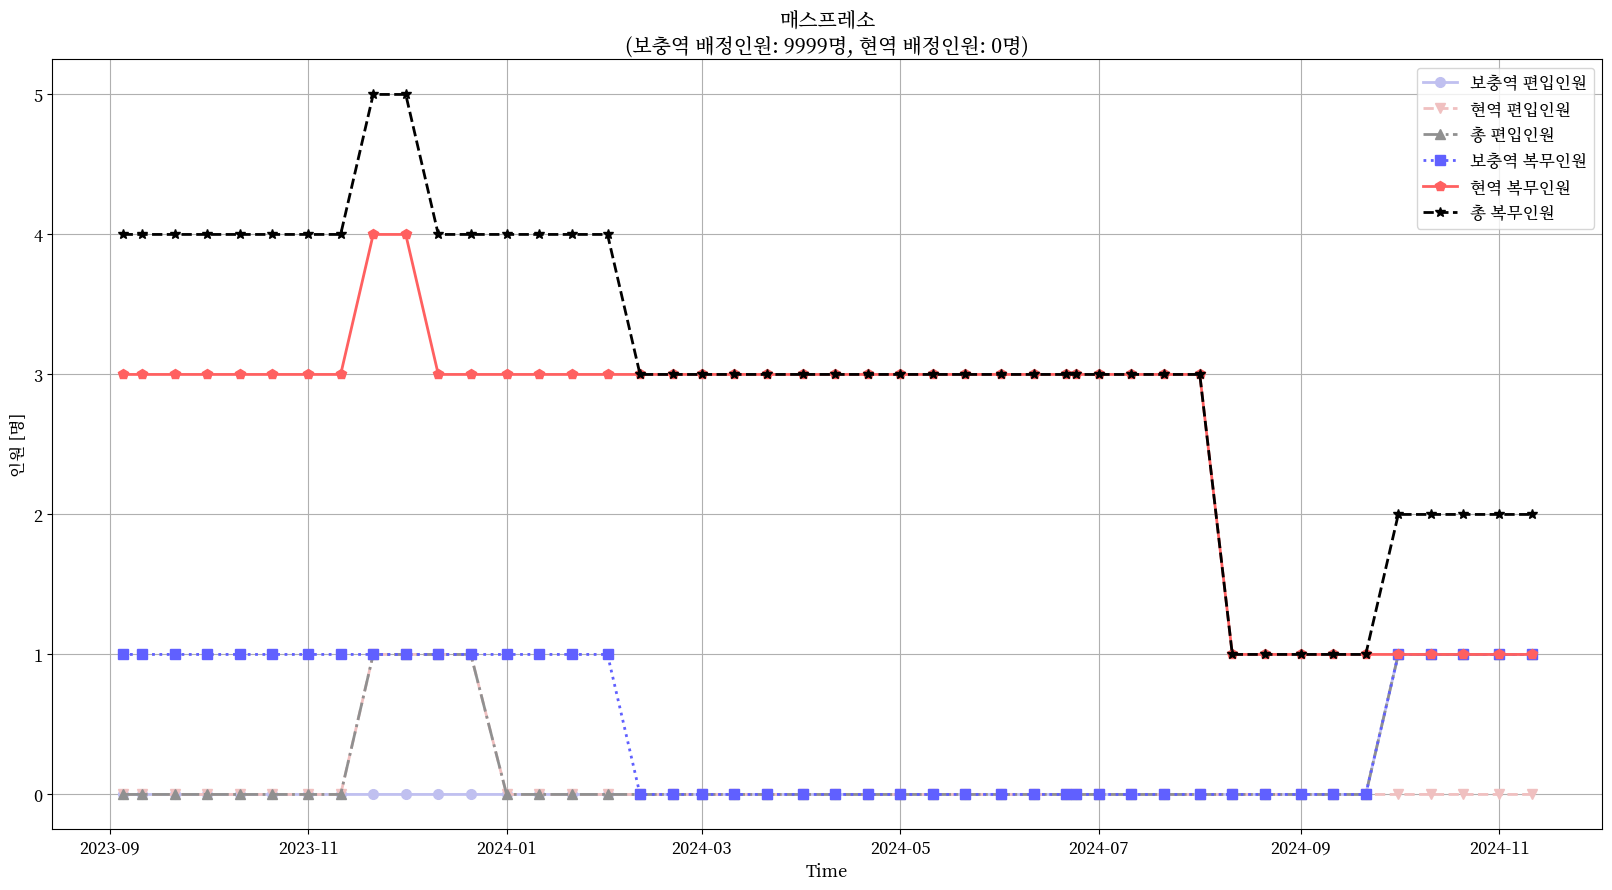 매스프레소
(보충역 배정인원: 9999명, 현역 배정인원: 0명)
보충역 편입인원
현역 편입인원
총 편입인원
보충역 복무인원
현역 복무인원
총 복무인원
인원 [명]
5
4
3
2
1
0
2023-09
2023-11
2024-01
2024-03
2024-05
2024-07
2024-09
2024-11
Time